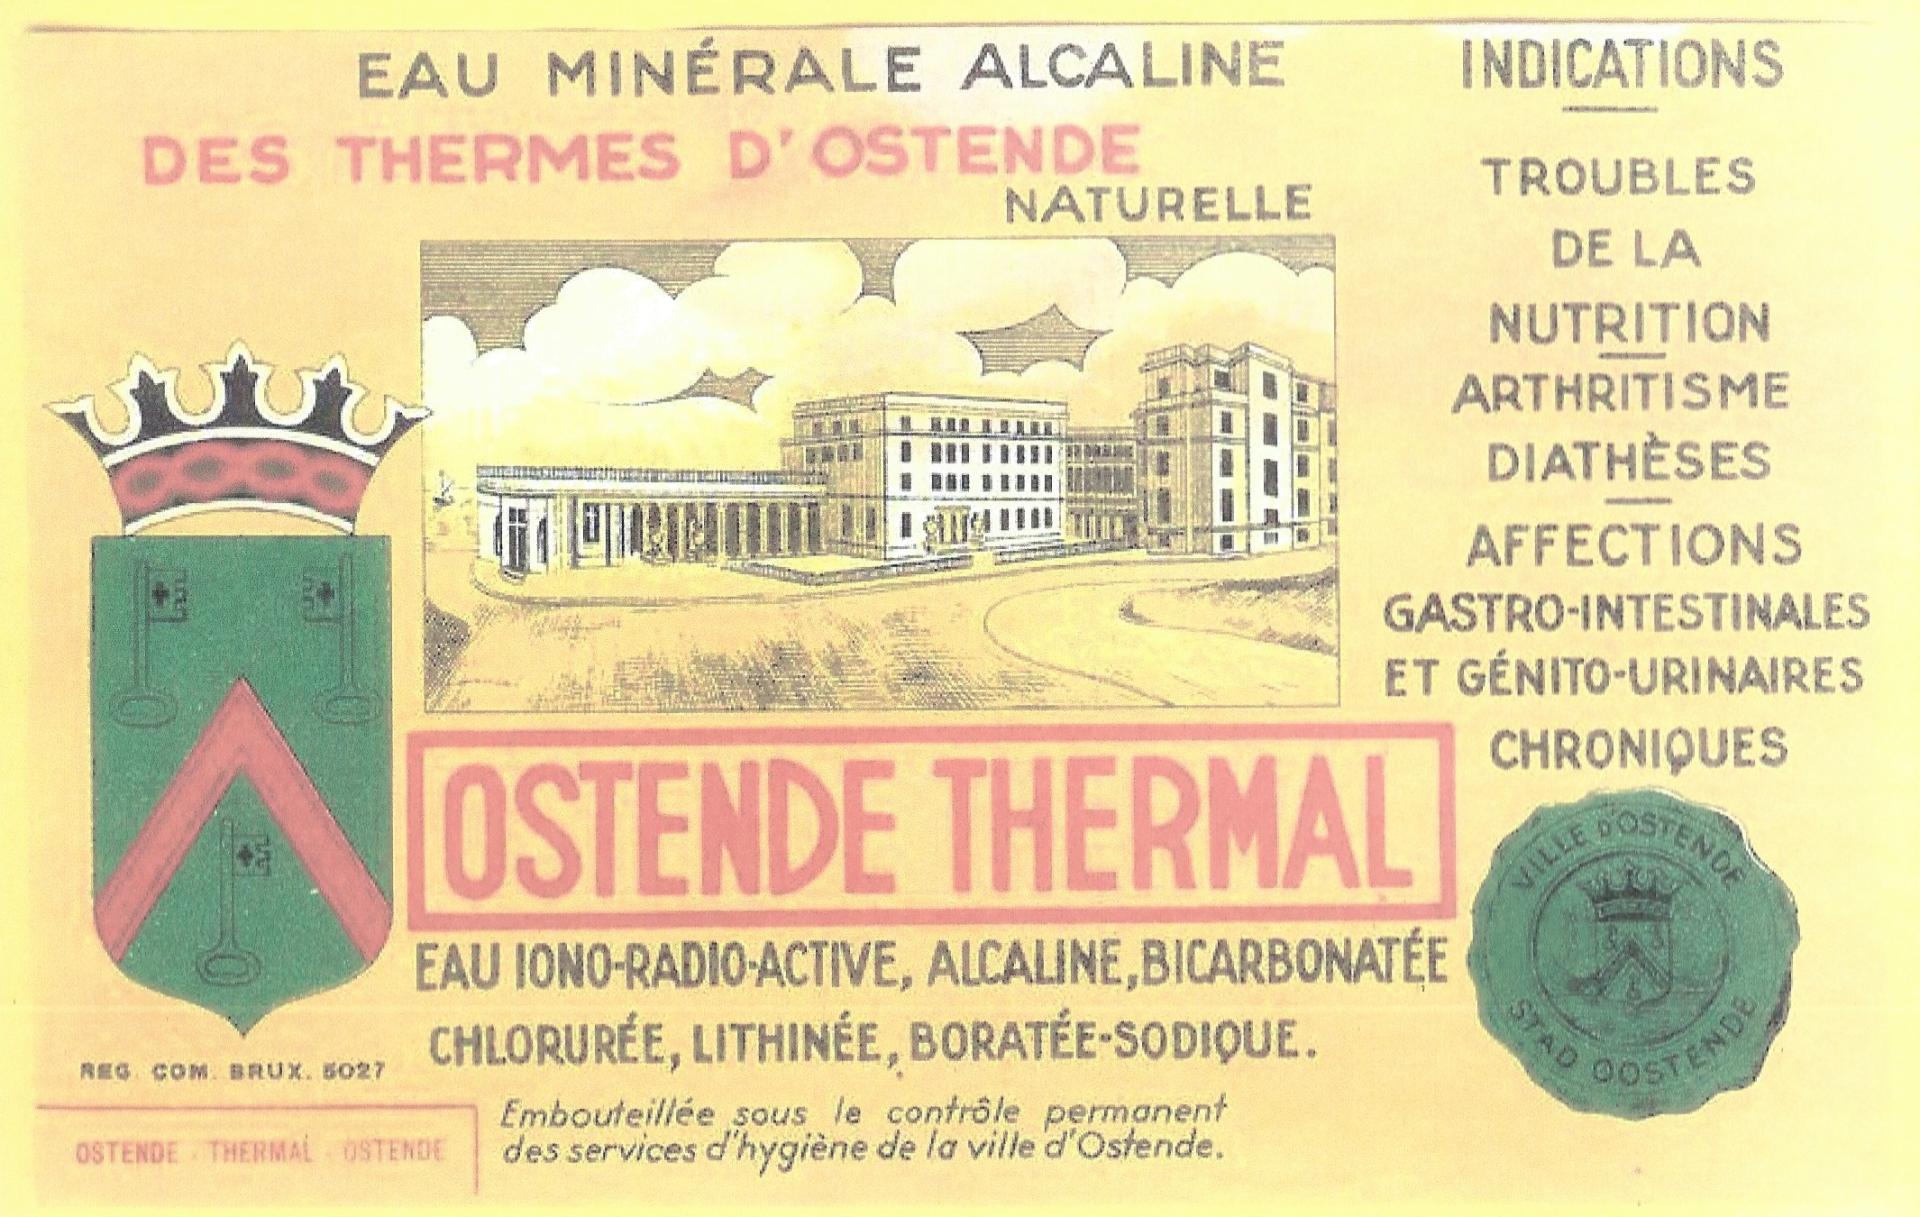 EAU MINÉRALE ALCALINE
DES THERMES D'OSTENDE
NATURELLE
OSTENDE THERMAL
EAU IONO-RADIO-ACTIVE, ALCALINE, BICARBONATÉE
CHLORURÉE, LITHINÉE, BORATÉE-SODIQUE.
Embouteillée sous le contrôle permanent
des services d'hygiène de la ville d'Ostende.
REG. COM. BRUX. 5027
OSTENDE - THERMAL - OSTENDE
INDICATIONS
TROUBLES
DE LA
NUTRITION
ARTHRITISME
DIATHÈSES
AFFECTIONS
GASTRO-INTESTINALES
ET GÉNITO-URINAIRES
CHRONIQUES
VILLE D'OSTENDE
STAD OOSTENDE